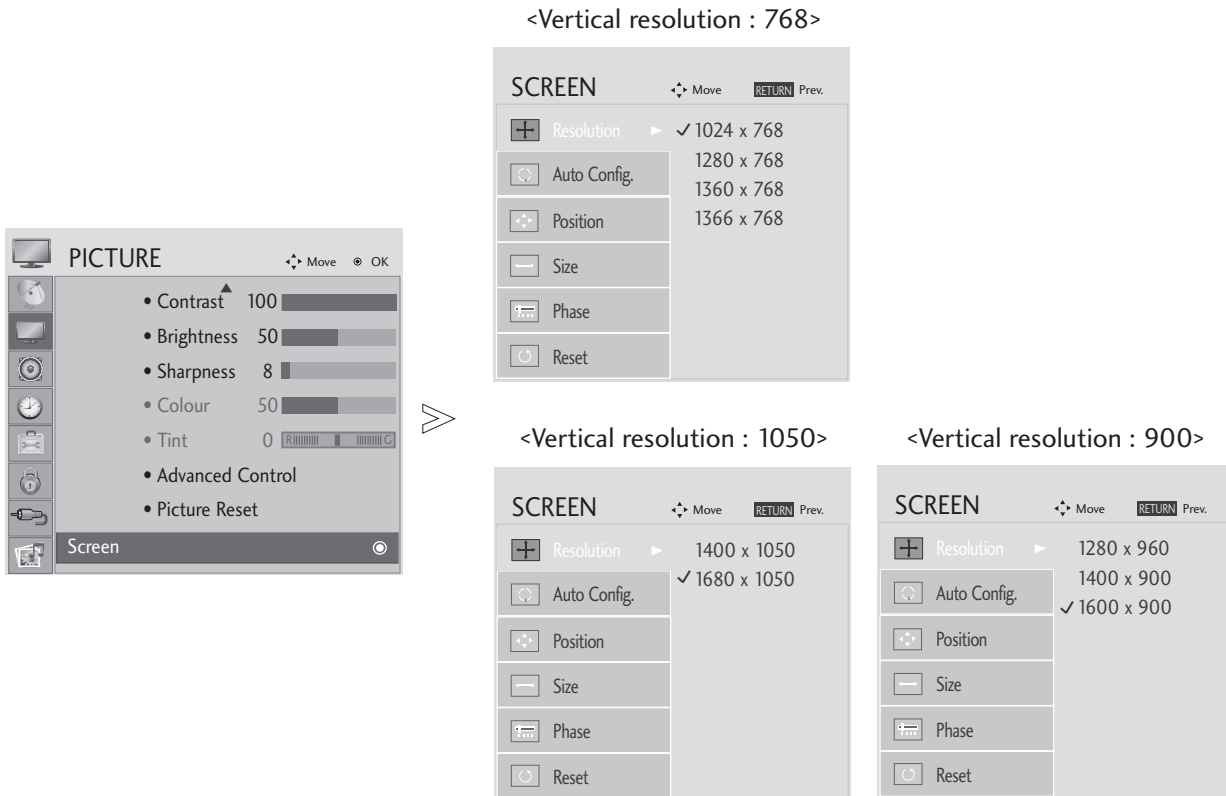 <Vertical resolution : 768>
SCREEN Move RETURN Prev.
Resolution ✓ 1024 x 768
1280 x 768
Auto Config.
1360 x 768
Position 1366 x 768
Size
Phase
Reset
PICTURE Move OK
• Contrast 100
• Brightness 50
• Sharpness 8
• Colour 50
• Tint 0 R G
• Advanced Control
• Picture Reset
Screen
<Vertical resolution : 1050>
SCREEN Move RETURN Prev.
Resolution 1400 x 1050
✓ 1680 x 1050
Auto Config.
Position
Size
Phase
Reset
<Vertical resolution : 900>
SCREEN Move RETURN Prev.
Resolution 1280 x 960
1400 x 900
Auto Config.
✓ 1600 x 900
Position
Size
Phase
Reset